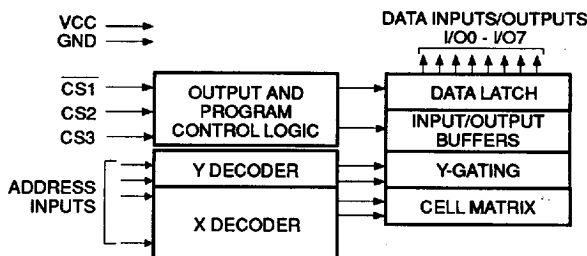 VCC
GND
DATA INPUTS/OUTPUTS
I/O0 - I/O7
CS1
CS2
CS3
OUTPUT AND
PROGRAM
CONTROL LOGIC
DATA LATCH
INPUT/OUTPUT
BUFFERS
ADDRESS
INPUTS
Y DECODER
Y-GATING
X DECODER
CELL MATRIX